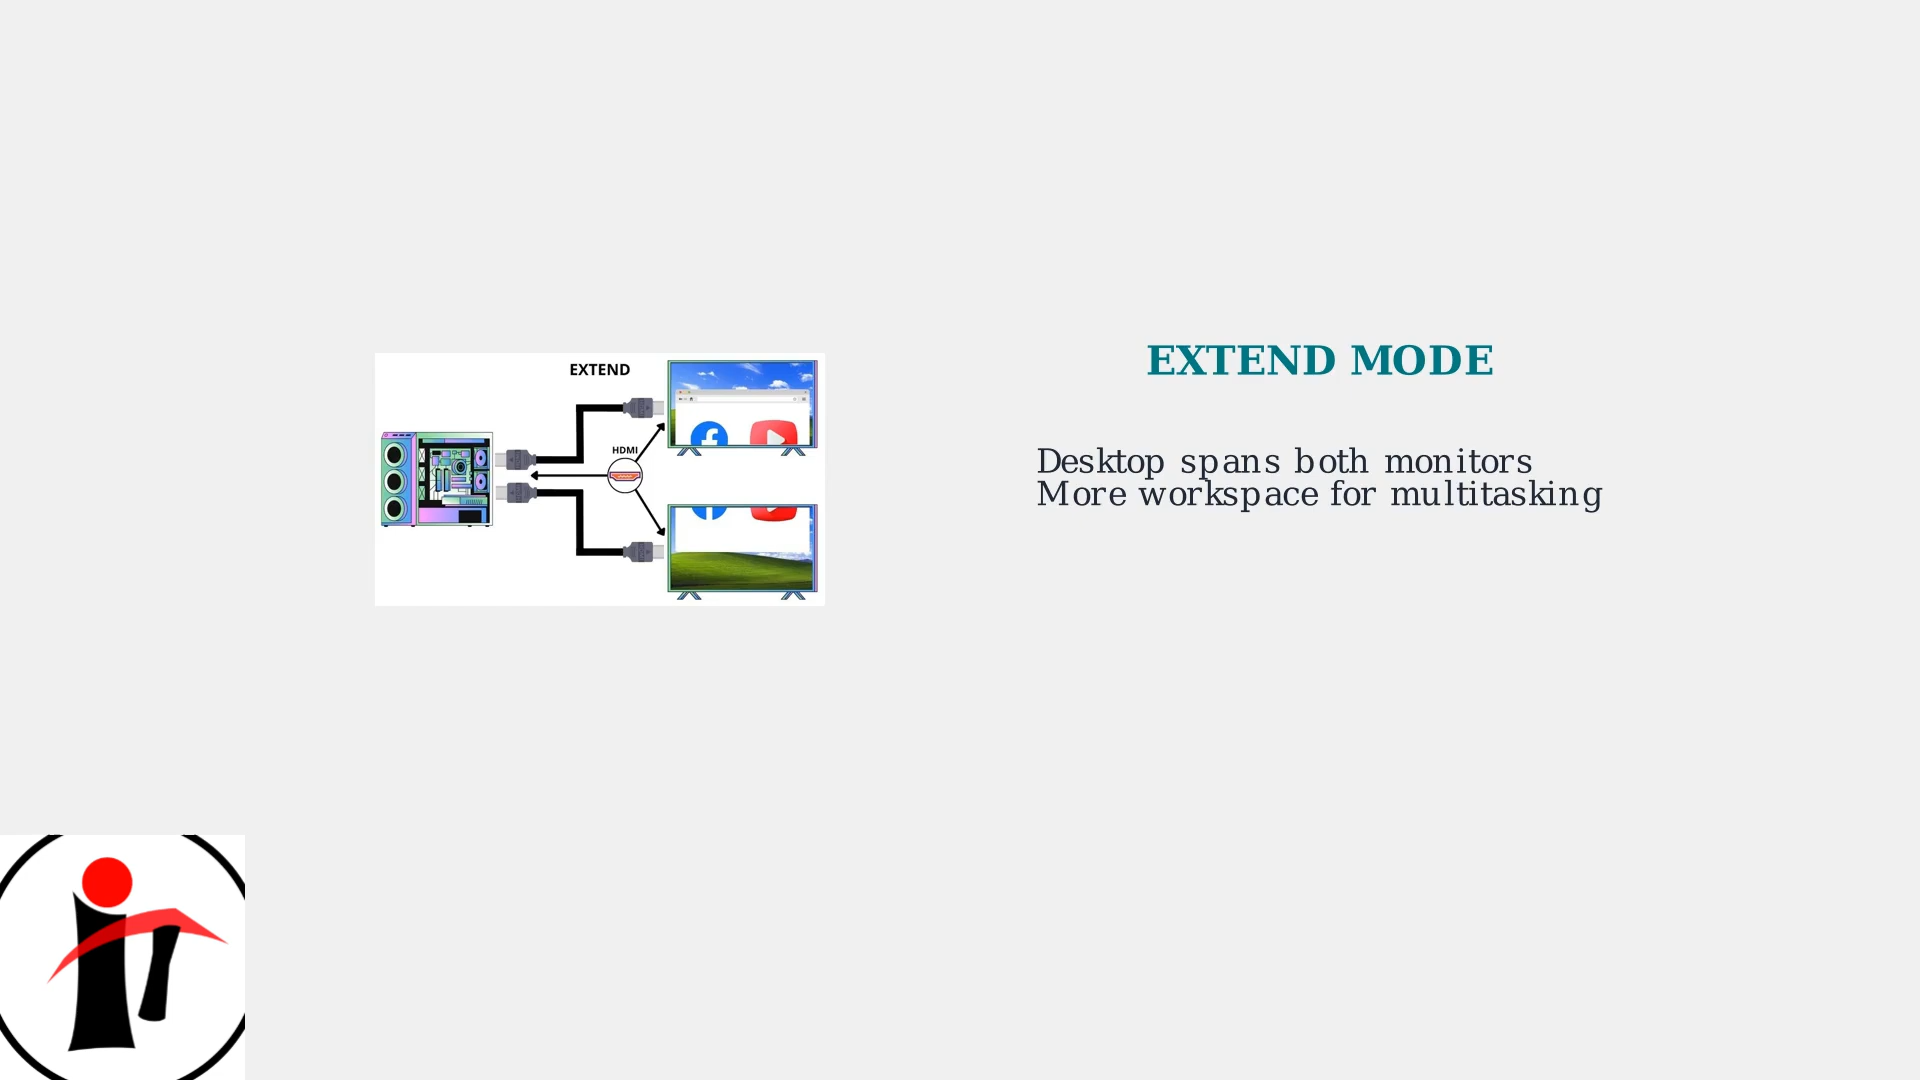 EXTEND
HDMI
EXTEND MODE
Desktop spans both monitors
More workspace for multitasking